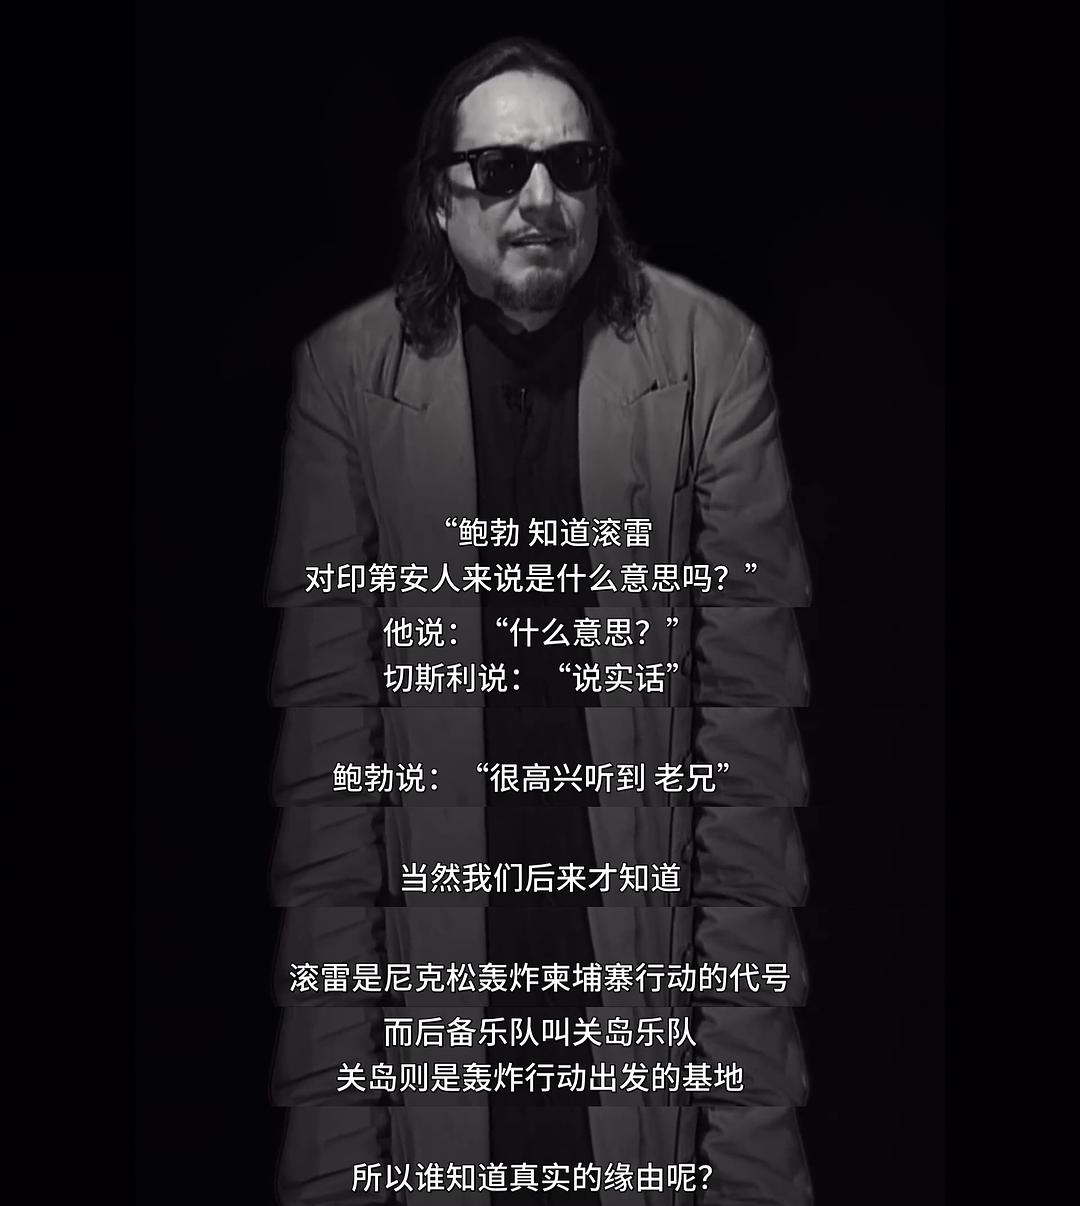 “鲍勃 知道滚雷
对印第安人来说是什么意思吗？”
他说：“什么意思？”
切斯利说：“说实话”
鲍勃说：“很高兴听到 老兄”
当然我们后来才知道
滚雷是尼克松轰炸柬埔寨行动的代号
而后备乐队叫关岛乐队
关岛则是轰炸行动出发的基地
所以谁知道真实的缘由呢？